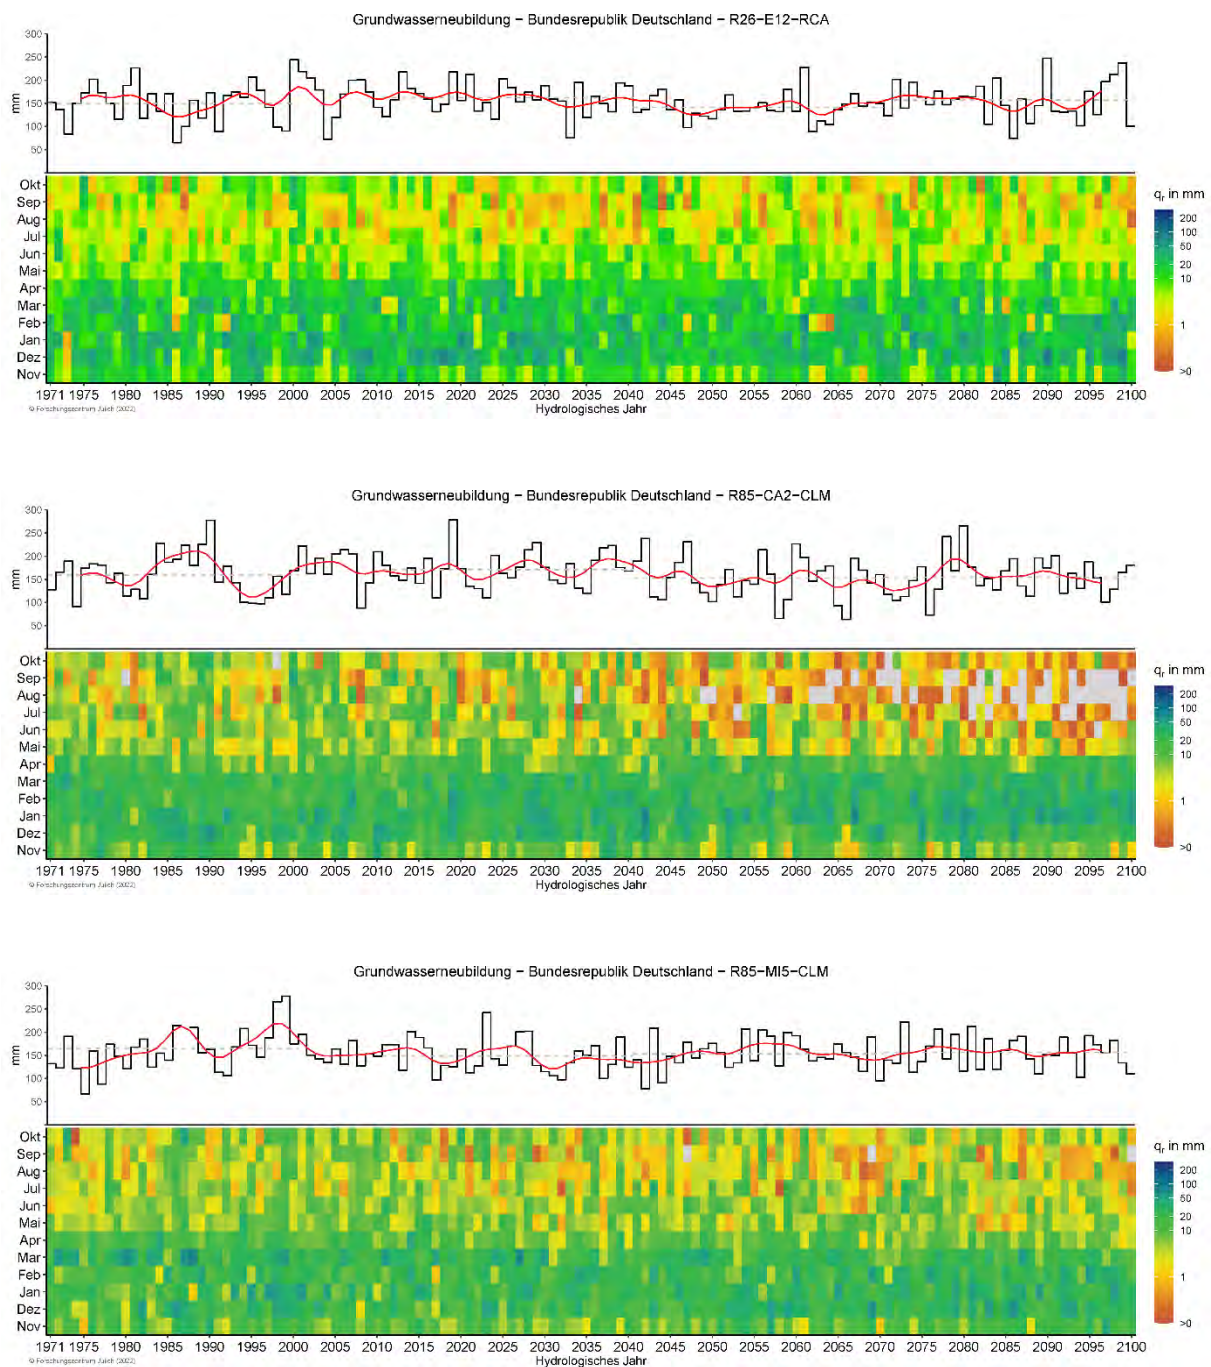 Grundwasserneubildung − Bundesrepublik Deutschland − R26−E12−RCA
300
250
200
150
100
50
mm
Okt
Sep
Aug
Jul
Jun
Mai
Apr
Mar
Feb
Jan
Dez
Nov
qr in mm
200
100
50
20
10
1
>0
1971 1975 1980 1985 1990 1995 2000 2005 2010 2015 2020 2025 2030 2035 2040 2045 2050 2055 2060 2065 2070 2075 2080 2085 2090 2095 2100
Hydrologisches Jahr
© Forschungszentrum Jülich (2022)
Grundwasserneubildung − Bundesrepublik Deutschland − R85−CA2−CLM
300
250
200
150
100
50
mm
Okt
Sep
Aug
Jul
Jun
Mai
Apr
Mar
Feb
Jan
Dez
Nov
qr in mm
200
100
50
20
10
1
>0
1971 1975 1980 1985 1990 1995 2000 2005 2010 2015 2020 2025 2030 2035 2040 2045 2050 2055 2060 2065 2070 2075 2080 2085 2090 2095 2100
Hydrologisches Jahr
© Forschungszentrum Jülich (2022)
Grundwasserneubildung − Bundesrepublik Deutschland − R85−MI5−CLM
300
250
200
150
100
50
mm
Okt
Sep
Aug
Jul
Jun
Mai
Apr
Mar
Feb
Jan
Dez
Nov
qr in mm
200
100
50
20
10
1
>0
1971 1975 1980 1985 1990 1995 2000 2005 2010 2015 2020 2025 2030 2035 2040 2045 2050 2055 2060 2065 2070 2075 2080 2085 2090 2095 2100
Hydrologisches Jahr
© Forschungszentrum Jülich (2022)